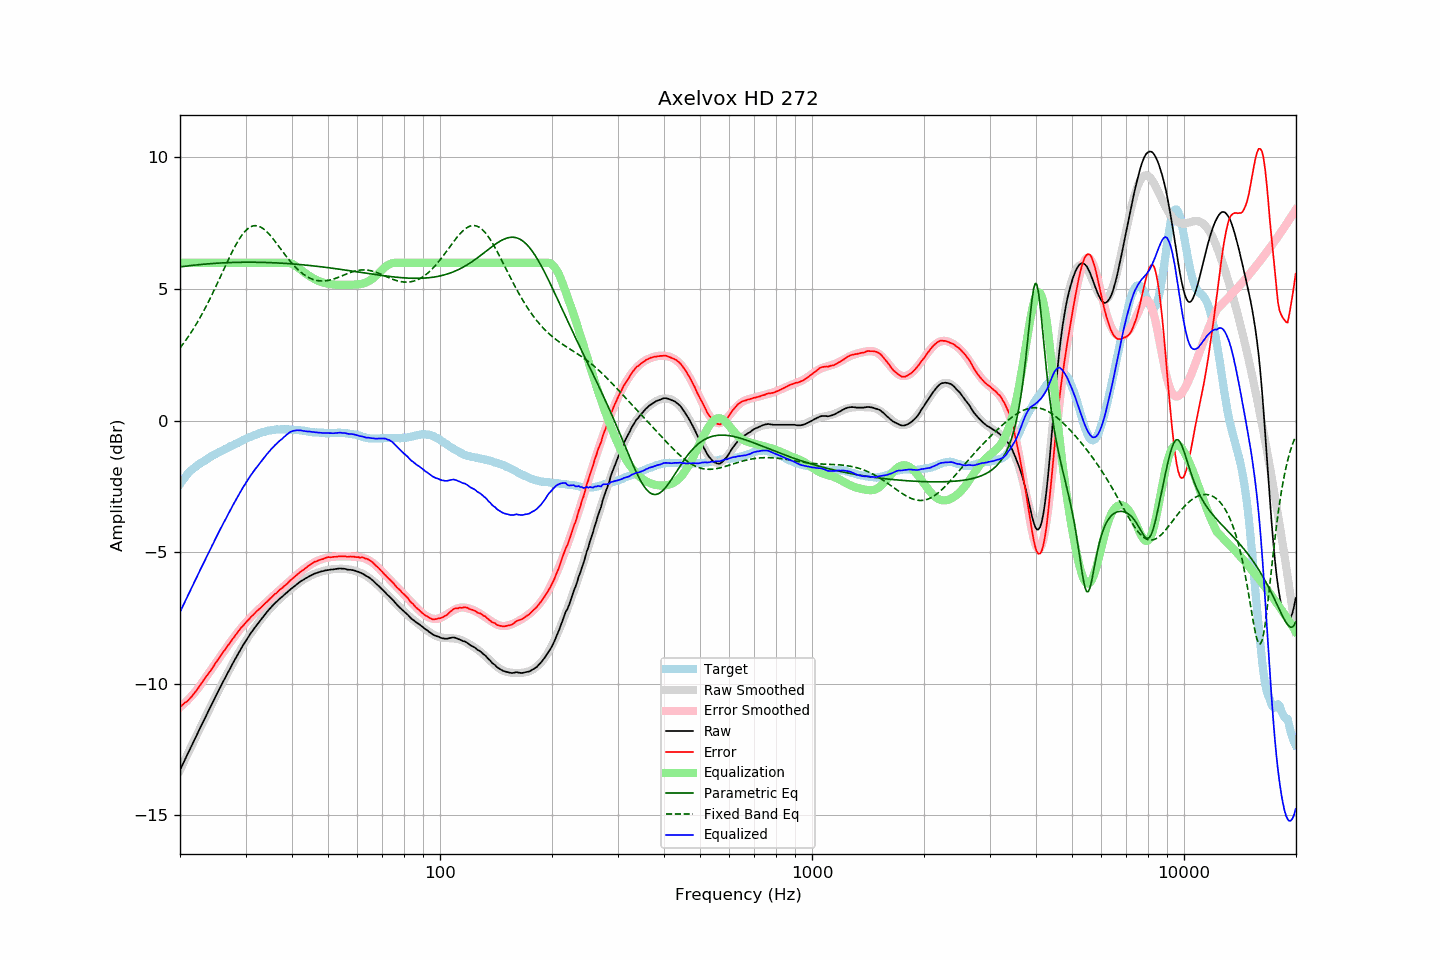 Axelvox HD 272
Amplitude (dBr)
10
5
0
−5
−10
−15
Target
Raw Smoothed
Error Smoothed
Raw
Error
Equalization
Parametric Eq
Fixed Band Eq
Equalized
100
1000
10000
Frequency (Hz)